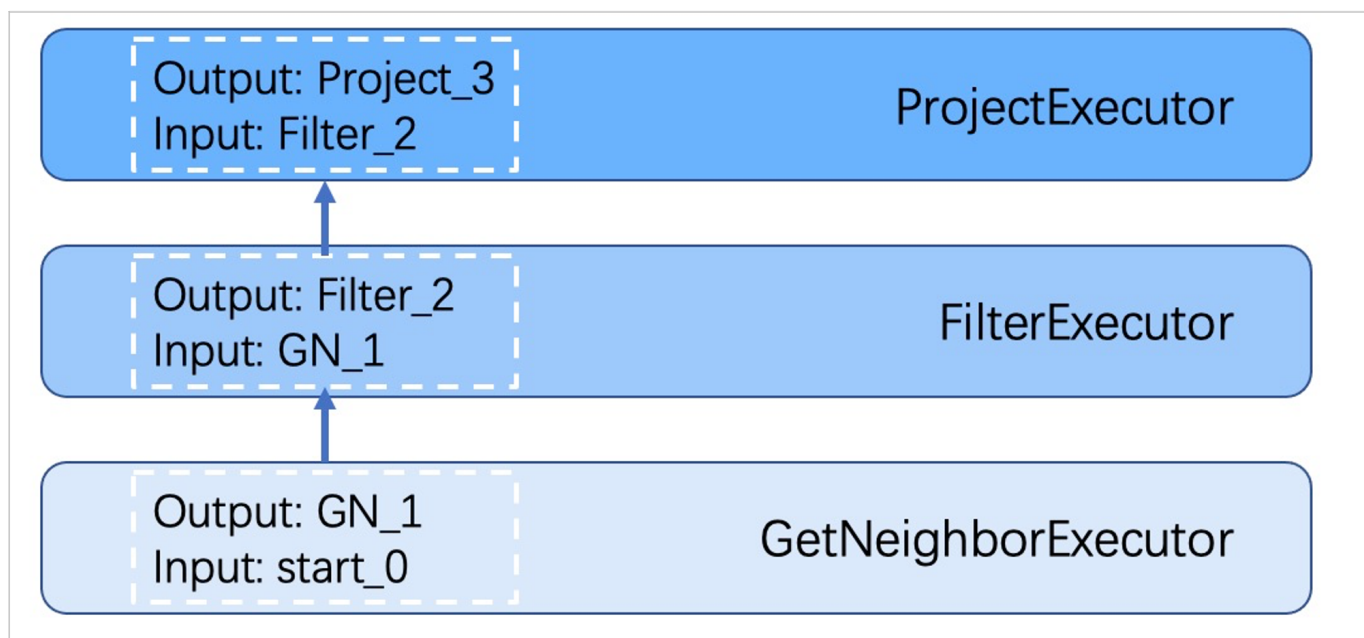 Output: Project_3
Input: Filter_2
ProjectExecutor
Output: Filter_2
Input: GN_1
FilterExecutor
Output: GN_1
Input: start_0
GetNeighborExecutor